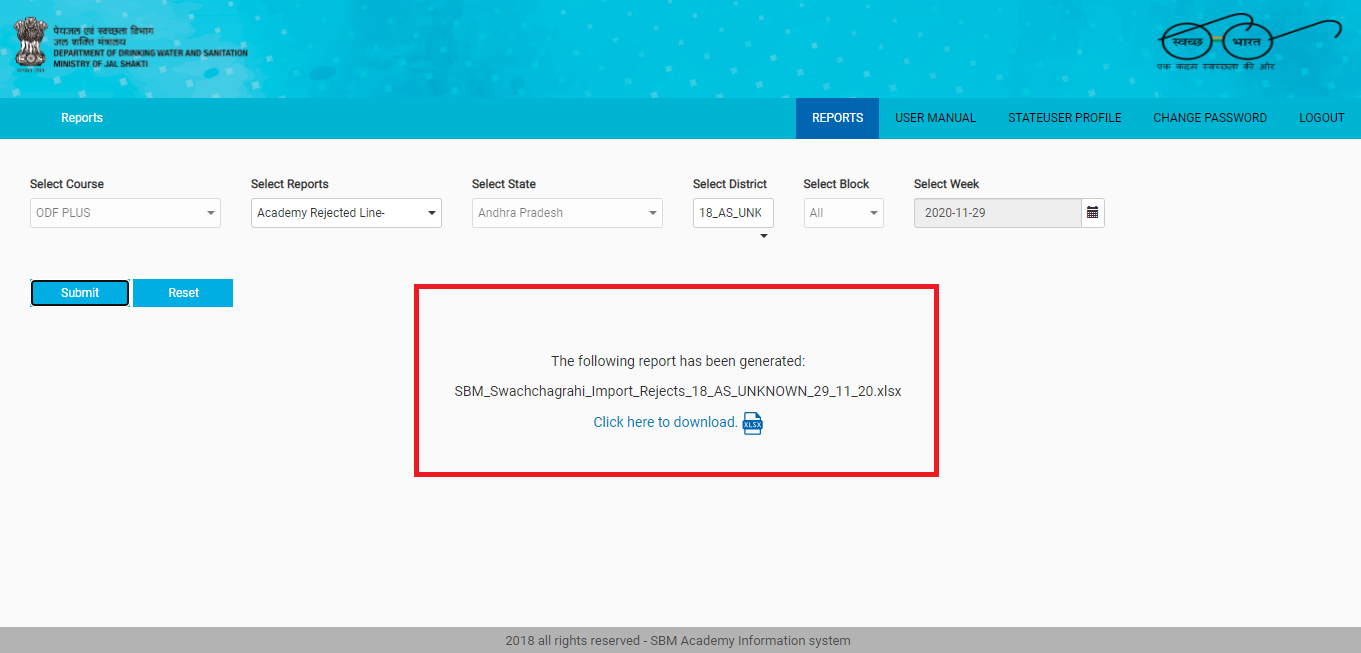 पेयजल एवं स्वच्छता विभाग
जल शक्ति मंत्रालय
DEPARTMENT OF DRINKING WATER AND SANITATION
MINISTRY OF JAL SHAKTI
स्वच्छ भारत
एक कदम स्वच्छता की ओर
Reports
REPORTS USER MANUAL STATEUSER PROFILE CHANGE PASSWORD LOGOUT
Select Course Select Reports Select State Select District Select Block Select Week
ODF PLUS Academy Rejected Line- Andhra Pradesh 18_AS_UNK All 2020-11-29
Submit Reset
The following report has been generated:
SBM_Swachchagrahi_Import_Rejects_18_AS_UNKNOWN_29_11_20.xlsx
Click here to download. XLSX
2018 all rights reserved - SBM Academy Information system